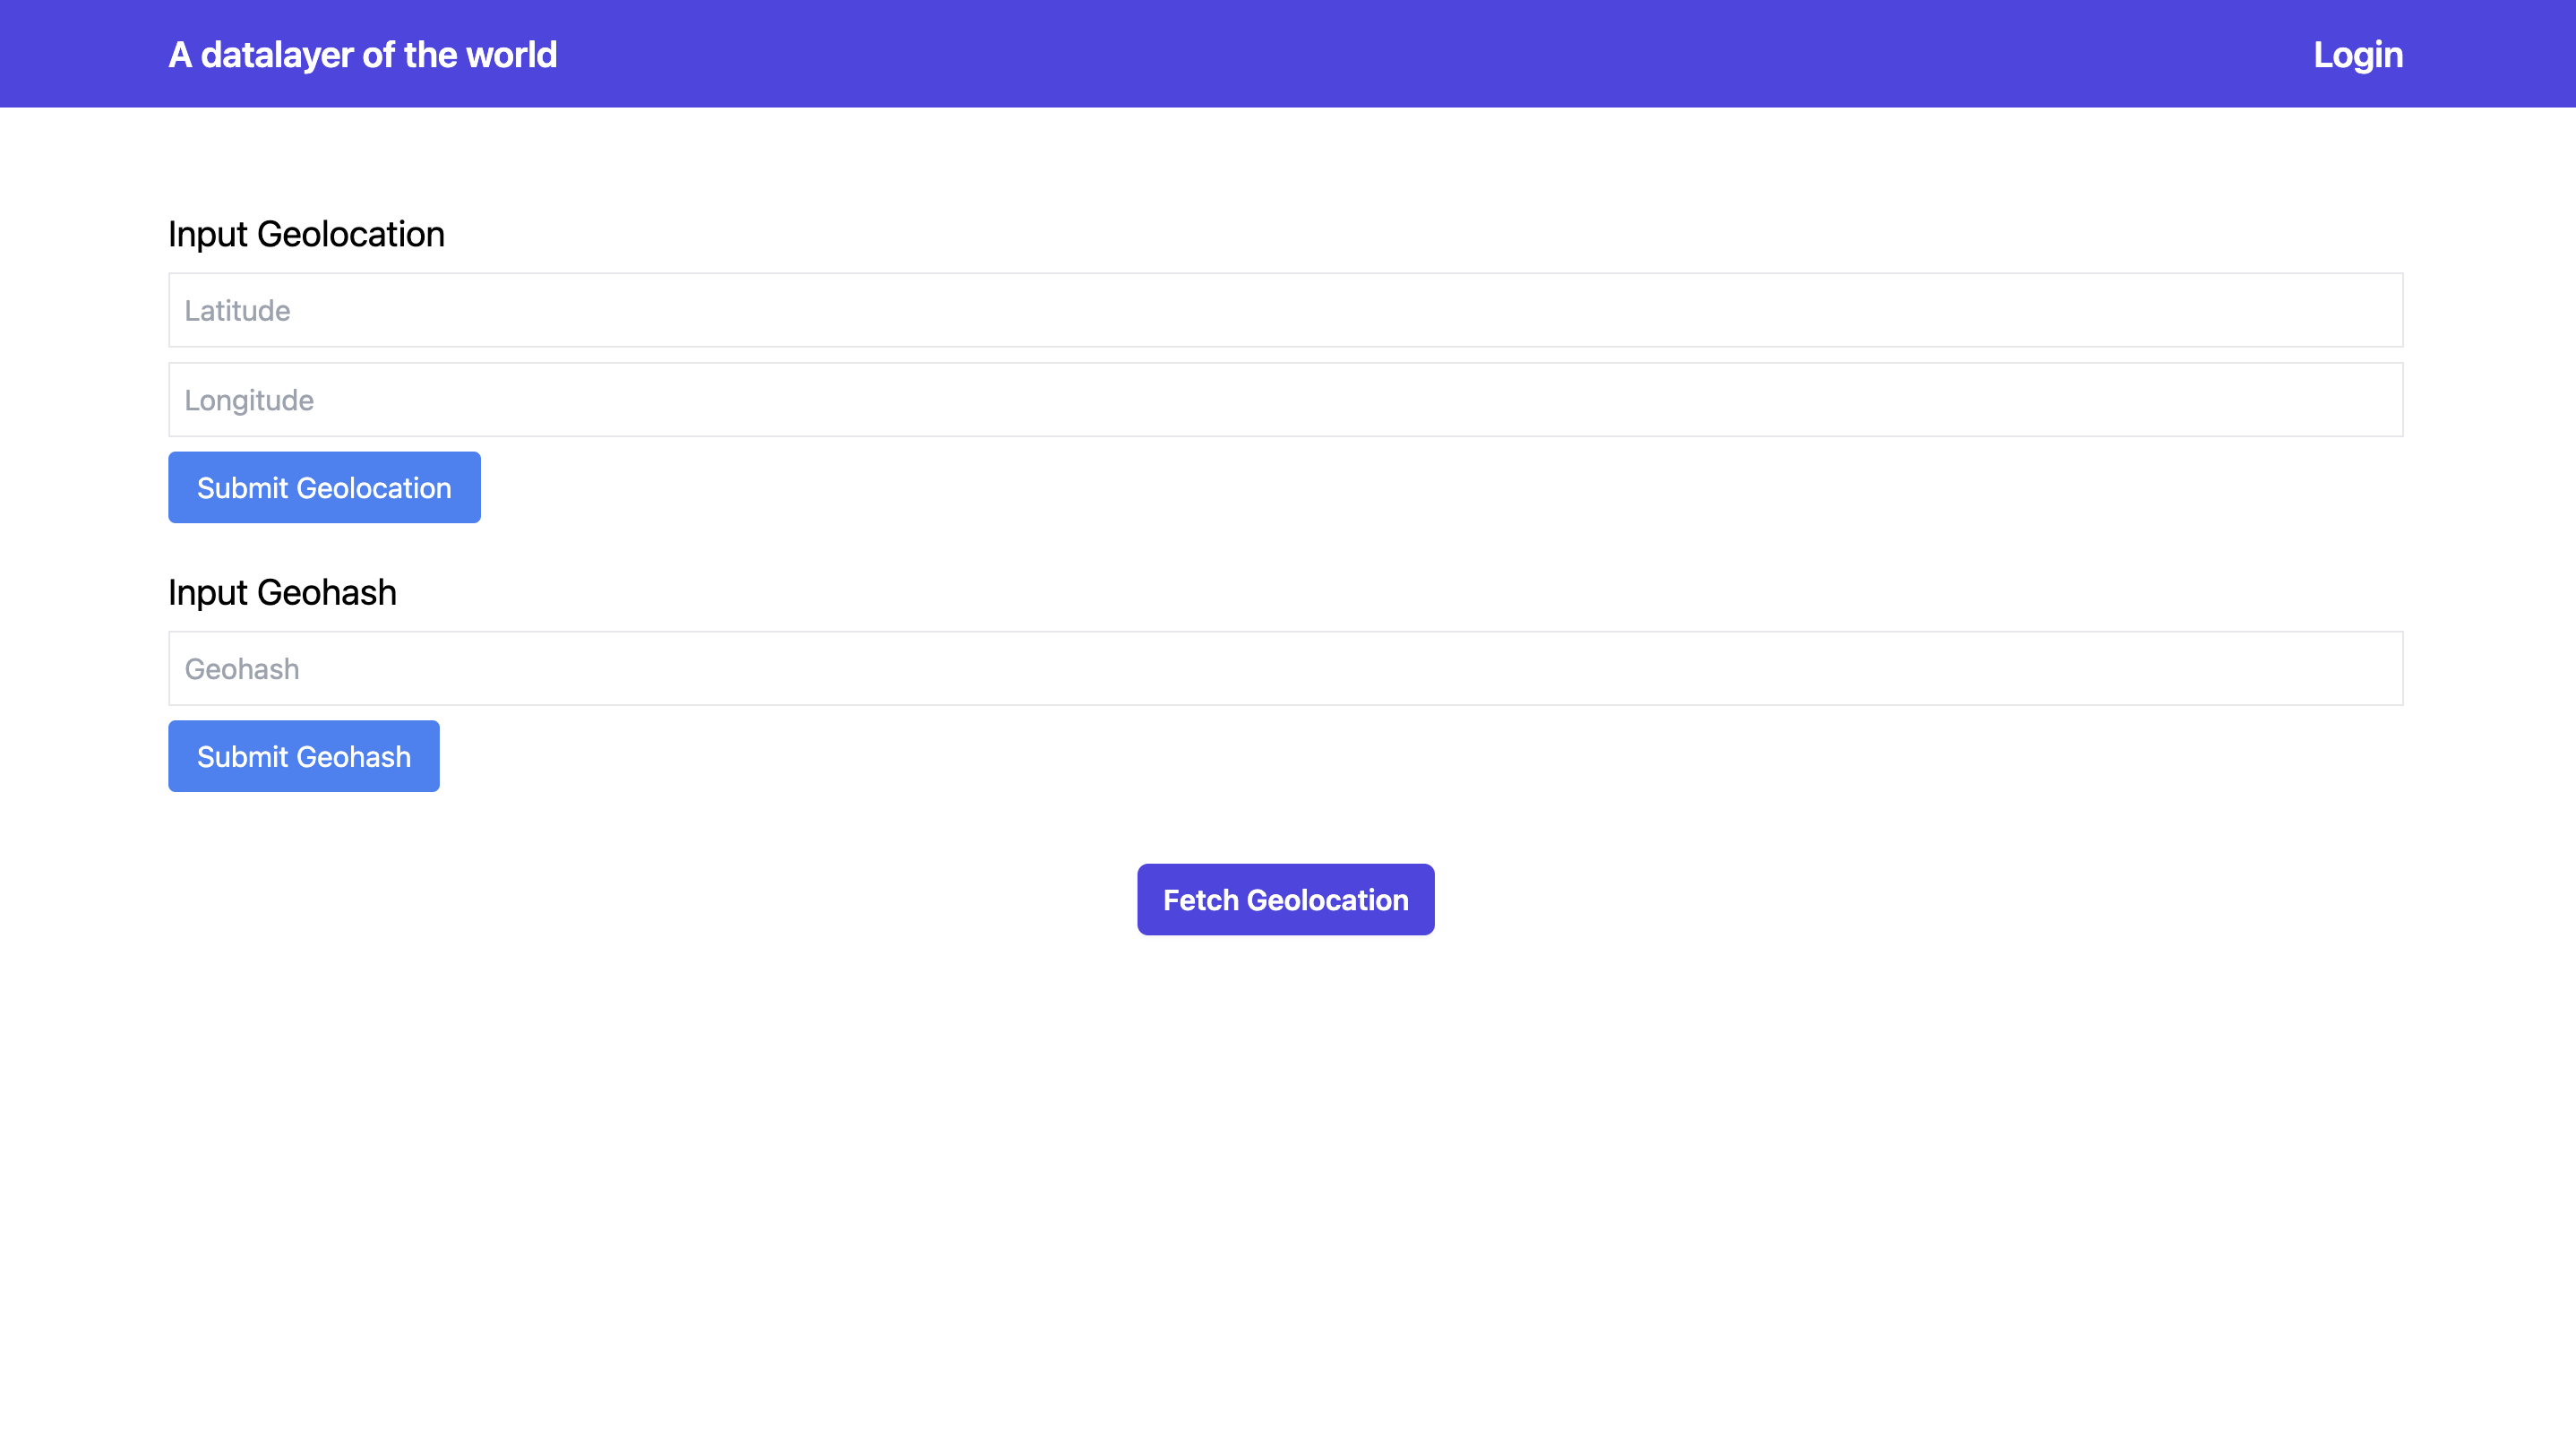 A datalayer of the world
Login
Input Geolocation
Latitude
Longitude
Submit Geolocation
Input Geohash
Geohash
Submit Geohash
Fetch Geolocation